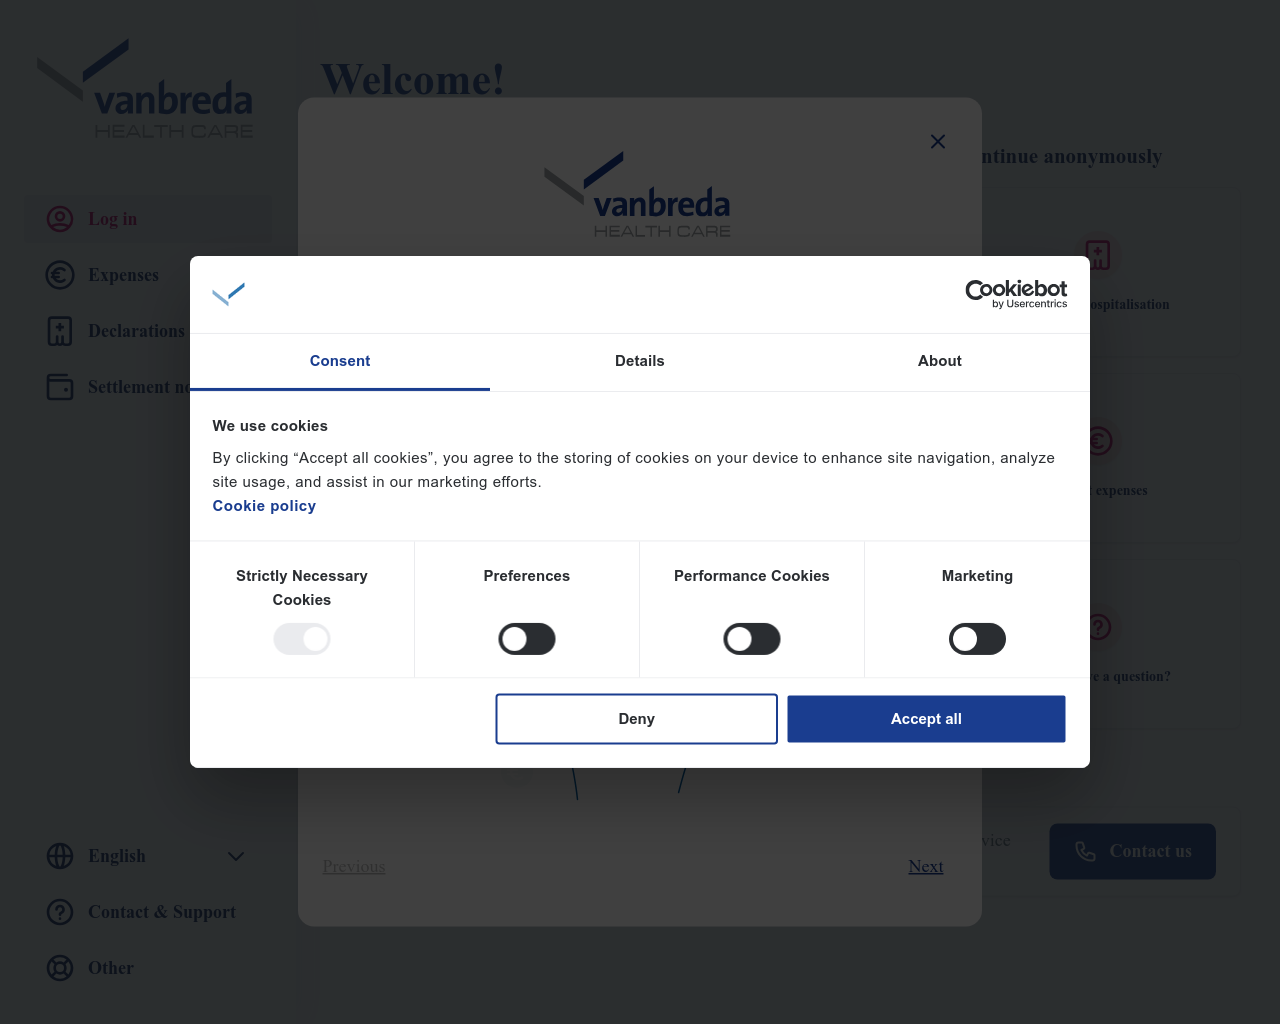 vanbreda
HEALTH CARE
Welcome!
ntinue anonymously
Log in
Expenses
Declarations
Settlement
vanbreda
HEALTH CARE
Cookiebot
by Usercentrics
Consent
Details
About
We use cookies
By clicking “Accept all cookies”, you agree to the storing of cookies on your device to enhance site navigation, analyze
site usage, and assist in our marketing efforts.
Cookie policy
Strictly Necessary
Cookies
Preferences
Performance Cookies
Marketing
Deny
Accept all
ospitalisation
expenses
a question?
Previous
Next
vice
Contact us
English
Contact & Support
Other